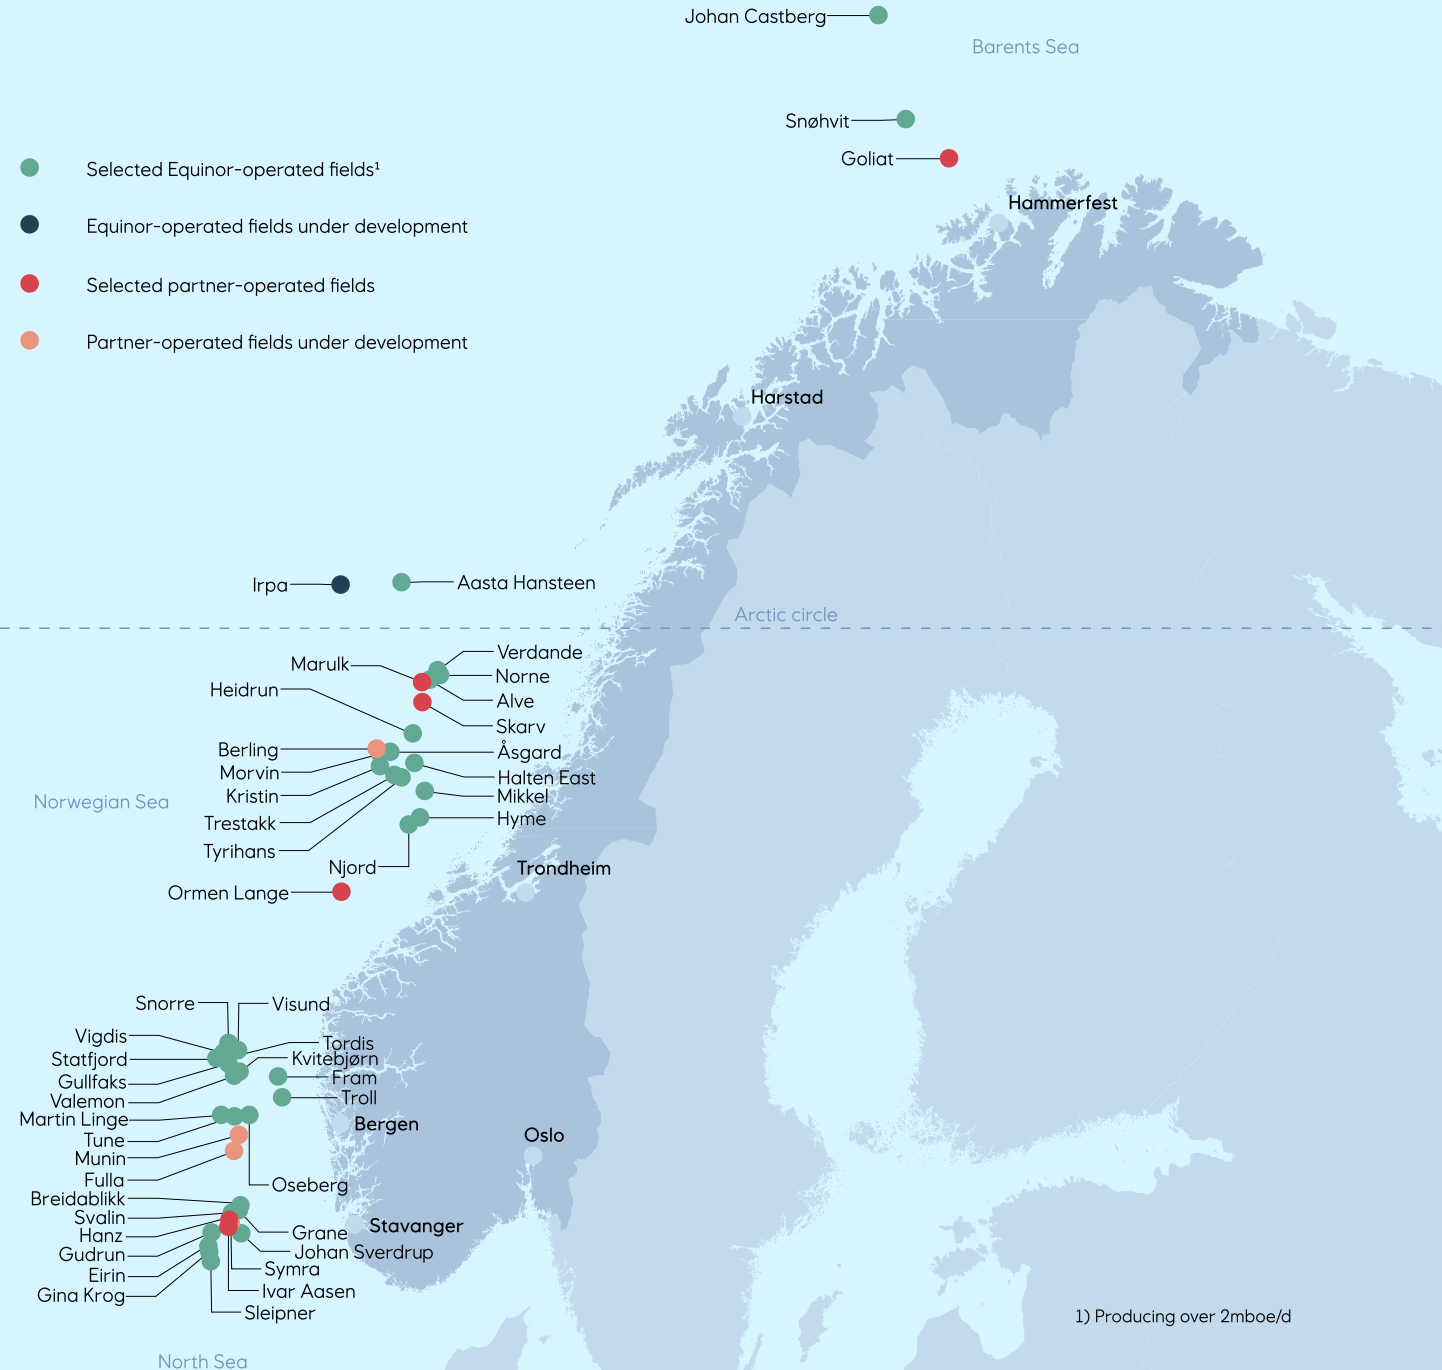 Johan Castberg
Barents Sea
Snøhvit
Goliat
Selected Equinor-operated fields¹
Hammerfest
Equinor-operated fields under development
Selected partner-operated fields
Partner-operated fields under development
Harstad
Irpa
Aasta Hansteen
Arctic circle
Verdande
Marulk
Norne
Heidrun
Alve
Skarv
Berling
Åsgard
Morvin
Halten East
Kristin
Mikkel
Norwegian Sea
Hyme
Trestakk
Tyrihans
Njord
Trondheim
Ormen Lange
Snorre
Visund
Vigdis
Tordis
Statfjord
Kvitebjørn
Gullfaks
Fram
Valemon
Troll
Martin Linge
Bergen
Tune
Oslo
Munin
Fulla
Oseberg
Breidablikk
Svalin
Stavanger
Hanz
Grane
Gudrun
Johan Sverdrup
Eirin
Symra
Gina Krog
Ivar Aasen
Sleipner
1) Producing over 2mboe/d
North Sea